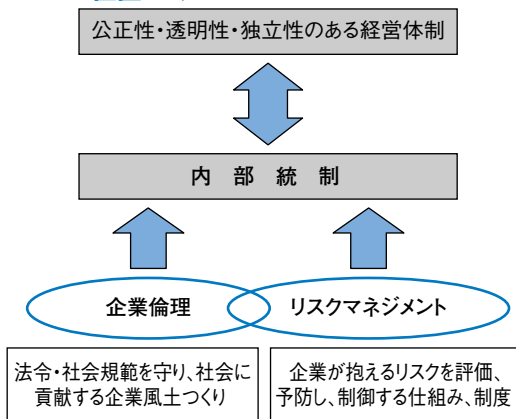 公正性・透明性・独立性のある経営体制
内部統制
企業倫理
リスクマネジメント
法令・社会規範を守り、社会に
貢献する企業風土つくり
企業が抱えるリスクを評価、
予防し、制御する仕組み、制度